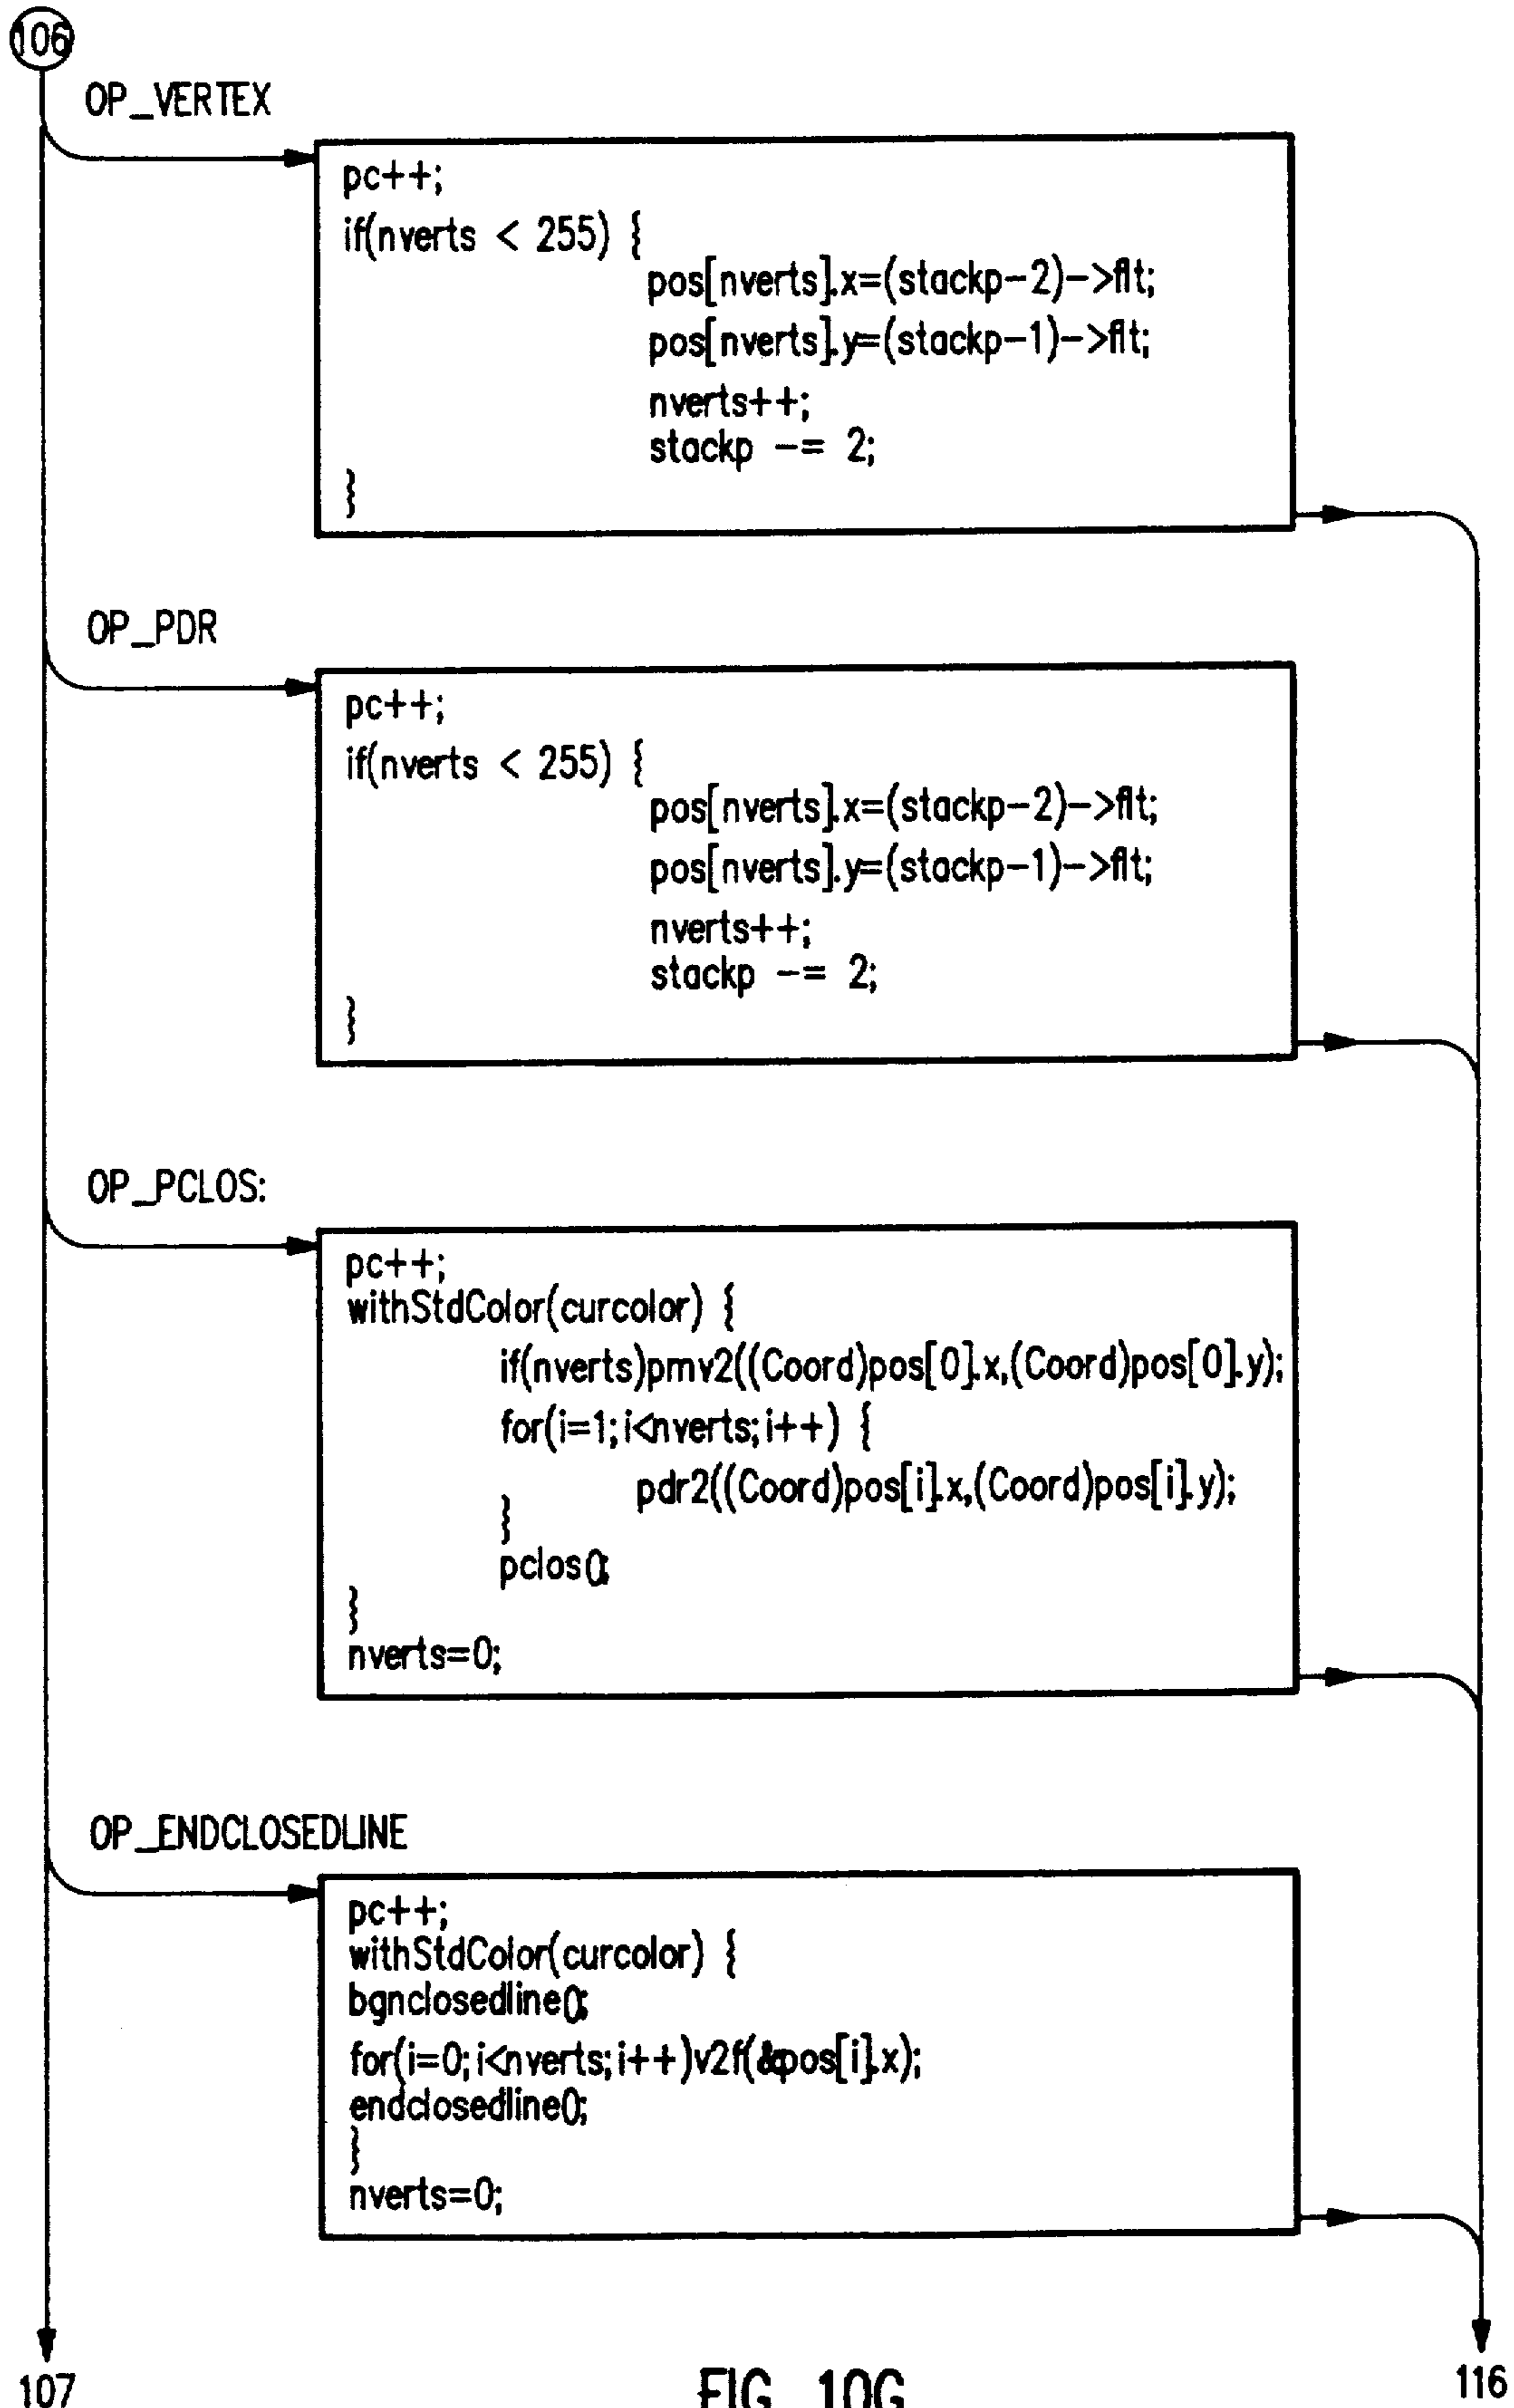 106
OP_VERTEX
pc++;
if(nverts < 255) {
pos[nverts].x=(stackp-2)->flt;
pos[nverts].y=(stackp-1)->flt;
nverts++;
stackp -= 2;
}
OP_PDR
pc++;
if(nverts < 255) {
pos[nverts].x=(stackp-2)->flt;
pos[nverts].y=(stackp-1)->flt;
nverts++;
stackp -= 2;
}
OP_PCLOS:
pc++;
withStdColor(curcolor) {
if(nverts)pmv2((Coord)pos[0].x,(Coord)pos[0].y);
for(i=1;i<nverts;i++) {
pdr2((Coord)pos[i].x,(Coord)pos[i].y);
}
pclos();
}
nverts=0;
OP_ENDCLOSEDLINE
pc++;
withStdColor(curcolor) {
bgnclosedline();
for(i=0;i<nverts;i++)v2f(&pos[i].x);
endclosedline();
}
nverts=0;
107
116
FIG. 10G